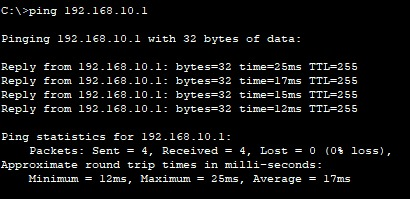 C:\>ping 192.168.10.1
Pinging 192.168.10.1 with 32 bytes of data:
Reply from 192.168.10.1: bytes=32 time=25ms TTL=255
Reply from 192.168.10.1: bytes=32 time=17ms TTL=255
Reply from 192.168.10.1: bytes=32 time=15ms TTL=255
Reply from 192.168.10.1: bytes=32 time=12ms TTL=255
Ping statistics for 192.168.10.1:
Packets: Sent = 4, Received = 4, Lost = 0 (0% loss),
Approximate round trip times in milli-seconds:
Minimum = 12ms, Maximum = 25ms, Average = 17ms